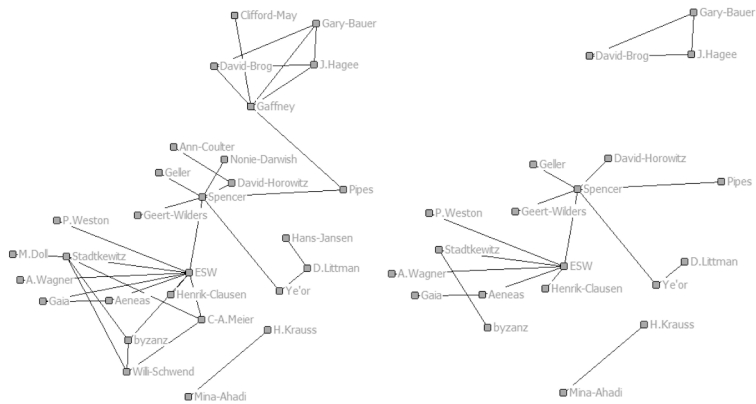 Clifford-May
Gary-Bauer
David-Brog
J.Hagee
Gaffney
Ann-Coulter
Nonie-Darwish
Geller
David-Horowitz
Pipes
Spencer
Geert-Wilders
P.Weston
Hans-Jansen
M.Doll
Stadtkewitz
D.Littman
A.Wagner
ESW
Ye'or
Henrik-Clausen
Gaia
Aeneas
C-A.Meier
H.Krauss
byzanz
Willi-Schwend
Mina-Ahadi
Gary-Bauer
David-Brog
J.Hagee
David-Horowitz
Geller
Pipes
Spencer
Geert-Wilders
P.Weston
Stadtkewitz
D.Littman
ESW
A.Wagner
Ye'or
Henrik-Clausen
Gaia
Aeneas
H.Krauss
byzanz
Mina-Ahadi